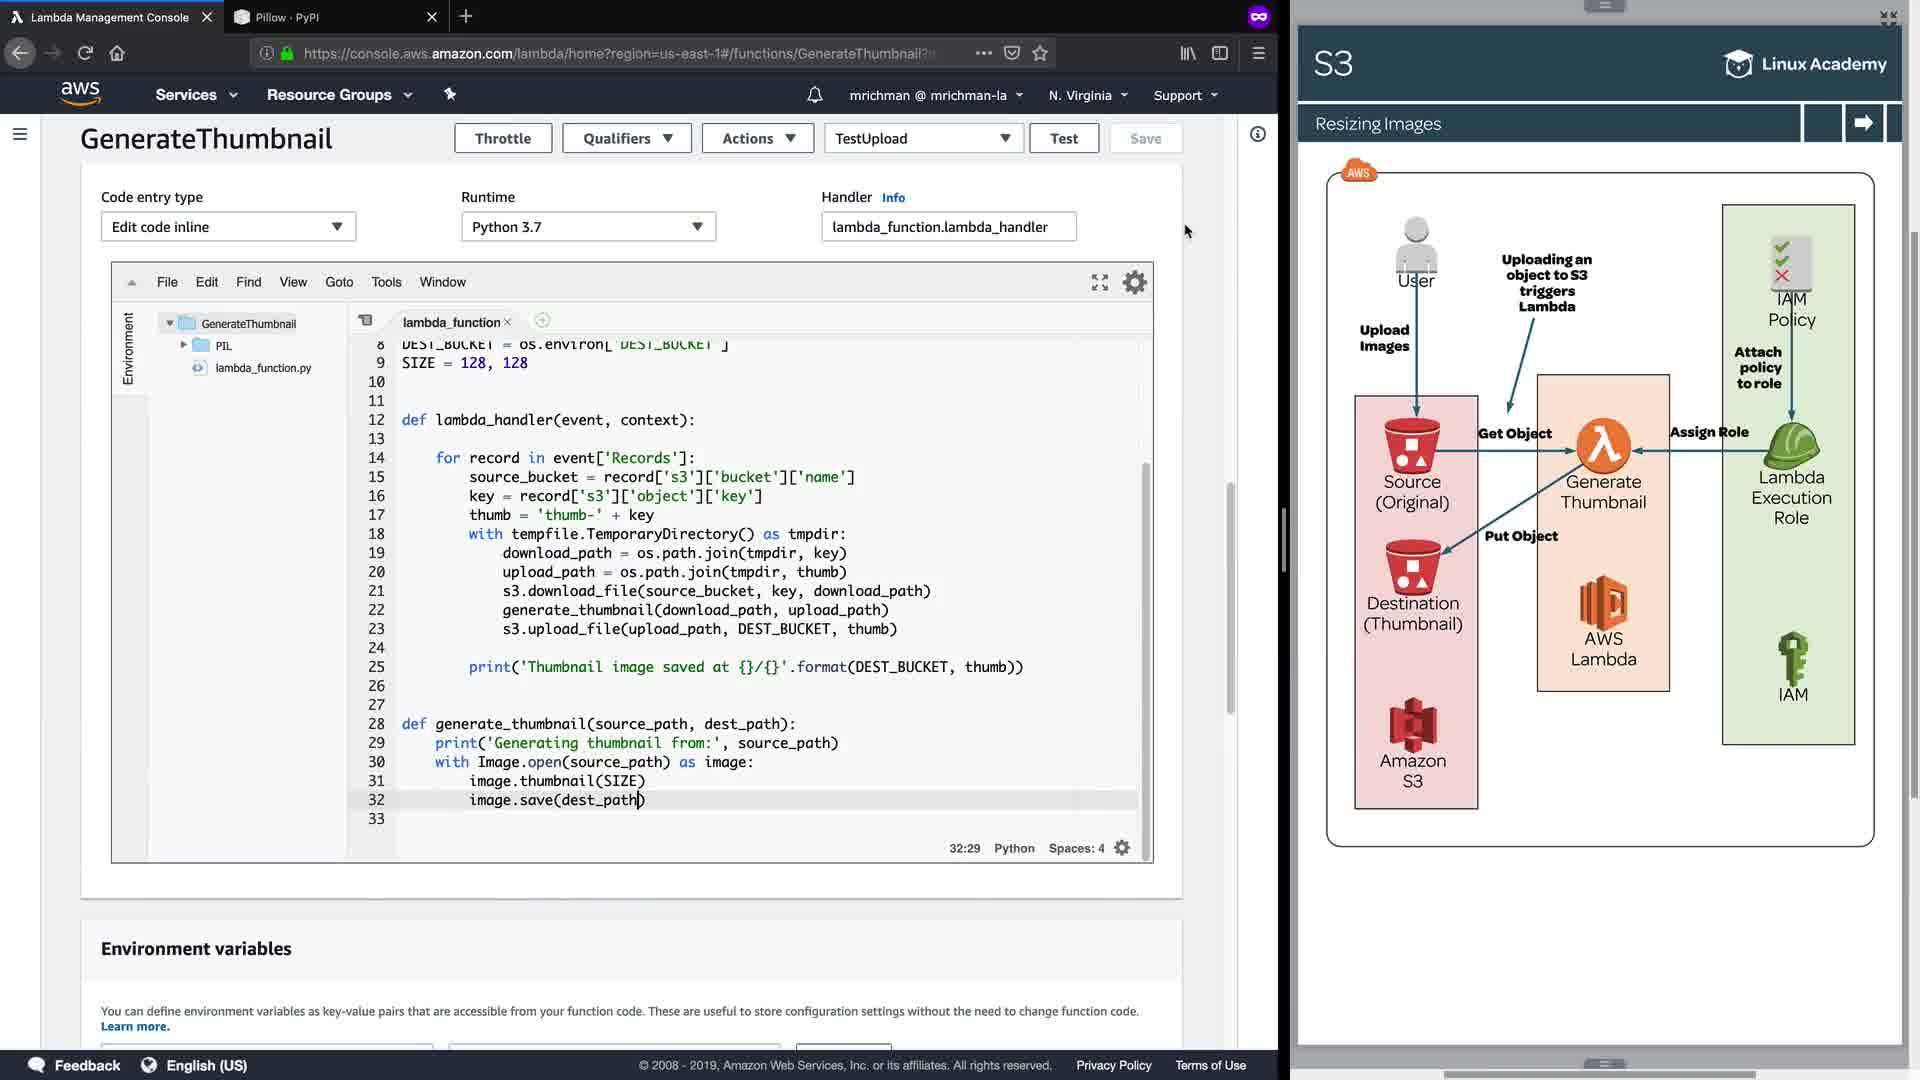 Lambda Management Console
Pillow · PyPI
https://console.aws.amazon.com/lambda/home?region=us-east-1#/functions/GenerateThumbnail?
aws
Services
Resource Groups
mrichman @ mrichman-la
N. Virginia
Support
GenerateThumbnail
Throttle
Qualifiers
Actions
TestUpload
Test
Save
Code entry type
Runtime
Handler Info
Edit code inline
Python 3.7
lambda_function.lambda_handler
File Edit Find View Goto Tools Window
Environment
GenerateThumbnail
PIL
lambda_function.py
lambda_function
8 DEST_BUCKET = os.environ['DEST_BUCKET']
9 SIZE = 128, 128
10
11
12 def lambda_handler(event, context):
13
14 for record in event['Records']:
15 source_bucket = record['s3']['bucket']['name']
16 key = record['s3']['object']['key']
17 thumb = 'thumb-' + key
18 with tempfile.TemporaryDirectory() as tmpdir:
19 download_path = os.path.join(tmpdir, key)
20 upload_path = os.path.join(tmpdir, thumb)
21 s3.download_file(source_bucket, key, download_path)
22 generate_thumbnail(download_path, upload_path)
23 s3.upload_file(upload_path, DEST_BUCKET, thumb)
24
25 print('Thumbnail image saved at {}/{}'.format(DEST_BUCKET, thumb))
26
27
28 def generate_thumbnail(source_path, dest_path):
29 print('Generating thumbnail from:', source_path)
30 with Image.open(source_path) as image:
31 image.thumbnail(SIZE)
32 image.save(dest_path)
33
32:29 Python Spaces: 4
Environment variables
You can define environment variables as key-value pairs that are accessible from your function code. These are useful to store configuration settings without the need to change function code.
Learn more.
Feedback
English (US)
© 2008 - 2019, Amazon Web Services, Inc. or its affiliates. All rights reserved.
Privacy Policy
Terms of Use
S3
Linux Academy
Resizing Images
AWS
User
Uploading an
object to S3
triggers
Lambda
Upload
Images
IAM
Policy
Attach
policy
to role
Get Object
Assign Role
Source
(Original)
Generate
Thumbnail
Lambda
Execution
Role
Put Object
Destination
(Thumbnail)
AWS
Lambda
IAM
Amazon
S3